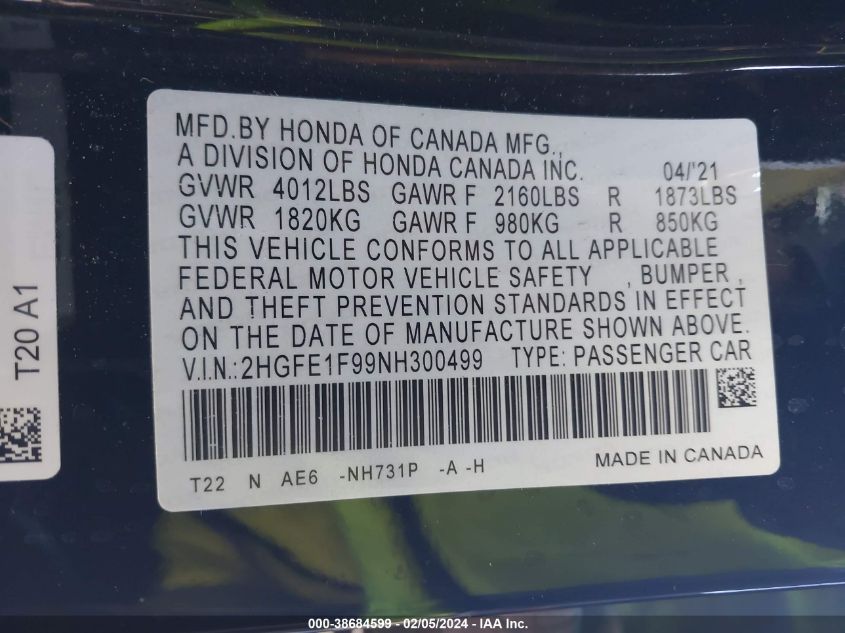 MFD.BY HONDA OF CANADA MFG.,
A DIVISION OF HONDA CANADA INC. 04/'21
GVWR 4012LBS GAWR F 2160LBS R 1873LBS
GVWR 1820KG GAWR F 980KG R 850KG
THIS VEHICLE CONFORMS TO ALL APPLICABLE
FEDERAL MOTOR VEHICLE SAFETY , BUMPER ,
AND THEFT PREVENTION STANDARDS IN EFFECT
ON THE DATE OF MANUFACTURE SHOWN ABOVE.
V.I.N.:2HGFE1F99NH300499 TYPE: PASSENGER CAR
T22 N AE6 -NH731P -A -H MADE IN CANADA
T20 A1
000-38684599 - 02/05/2024 - IAA Inc.